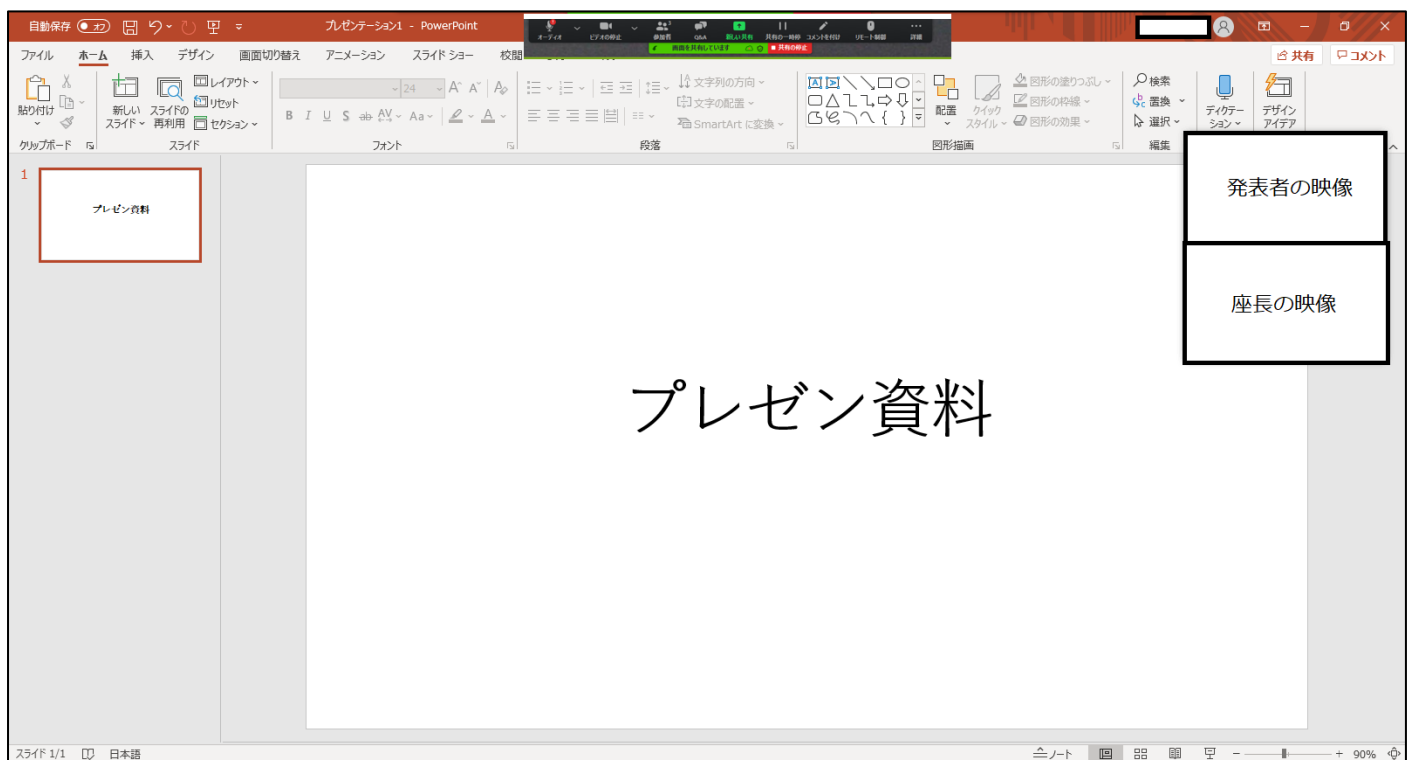 自動保存 オフ プレゼンテーション1 - PowerPoint
オーディオ ビデオの停止 参加者 3 Q&A 新しい共有 共有の一時停止 コメントを付ける リモート制御 詳細
画面を共有しています 共有の停止
ファイル ホーム 挿入 デザイン 画面切り替え アニメーション スライド ショー 校閲 共有 コメント
貼り付け 新しいスライド スライドの再利用 レイアウト リセット セクション
24 A A A
B I U S ab AV Aa A
文字列の方向
文字の配置
SmartArt に変換
配置 クイックスタイル 図形の塗りつぶし
図形の枠線
図形の効果
検索
置換
選択
ディクテーション デザインアイデア
クリップボード スライド フォント 段落 図形描画 編集
1
プレゼン資料
プレゼン資料
発表者の映像
座長の映像
スライド 1/1 日本語 ノート 90%